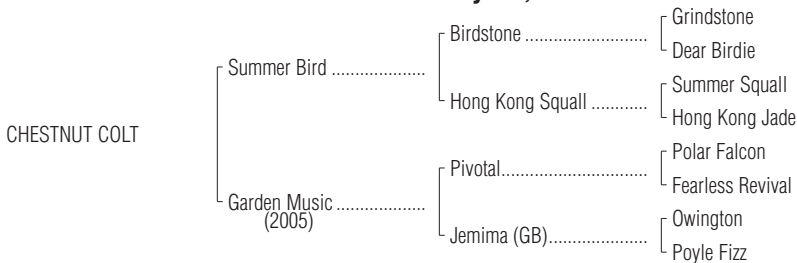 Grindstone
Birdstone ..............................
Dear Birdie
Summer Bird .....................
Summer Squall
Hong Kong Squall ..............
Hong Kong Jade
CHESTNUT COLT
Polar Falcon
Pivotal....................................
Fearless Revival
Garden Music ....................
(2005)
Owington
Jemima (GB)........................
Poyle Fizz